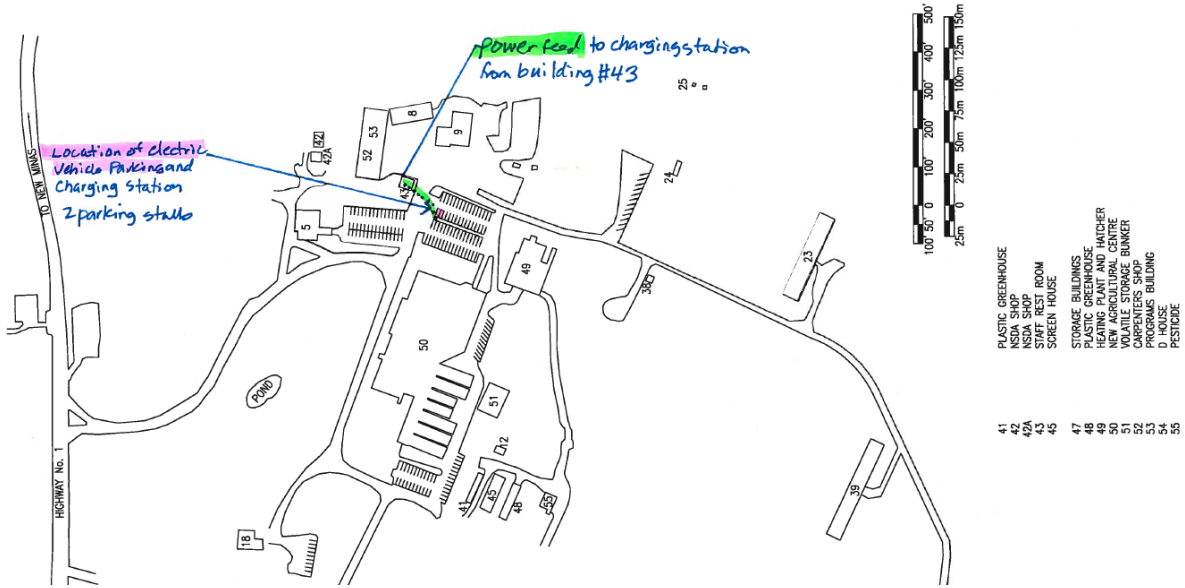 power feed to charging station
from building #43
Location of electric
Vehicle Parking and
Charging Station
2 parking stalls
TO NEW MINAS
HIGHWAY No. 1
POND
42
42A
53
52
8
9
25
24
43
5
49
38
23
50
51
12
41
45
48
55
39
18
500'
400'
300'
200'
100'
0
50'
100'
150m
125m
100m
75m
50m
25m
0
25m
41 PLASTIC GREENHOUSE
42 NSDA SHOP
42A NSDA SHOP
43 STAFF REST ROOM
45 SCREEN HOUSE
47 STORAGE BUILDINGS
48 PLASTIC GREENHOUSE
49 HEATING PLANT AND HATCHER
50 NEW AGRICULTURAL CENTRE
51 VOLATILE STORAGE BUNKER
52 CARPENTERS SHOP
53 PROGRAMS BUILDING
54 D HOUSE
55 PESTICIDE